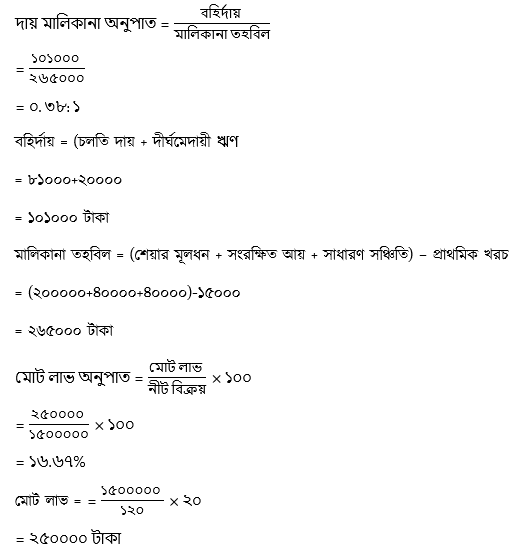 দায় মালিকানা অনুপাত = বহির্দায় / মালিকানা তহবিল
= ১০১০০০ / ২৬৫০০০
= ০.৩৮:১
বহির্দায় = (চলতি দায় + দীর্ঘমেদায়ী ঋণ
= ৮১০০০+২০০০০
= ১০১০০০ টাকা
মালিকানা তহবিল = (শেয়ার মূলধন + সংরক্ষিত আয় + সাধারণ সঞ্চিতি) – প্রাথমিক খরচ
= (২০০০০০+৪০০০০+৪০০০০)-১৫০০০
= ২৬৫০০০ টাকা
মোট লাভ অনুপাত = মোট লাভ / নীট বিক্রয় × ১০০
= ২৫০০০০ / ১৫০০০০০ × ১০০
= ১৬.৬৭%
মোট লাভ = = ১৫০০০০০ / ১২০ × ২০
= ২৫০০০০ টাকা